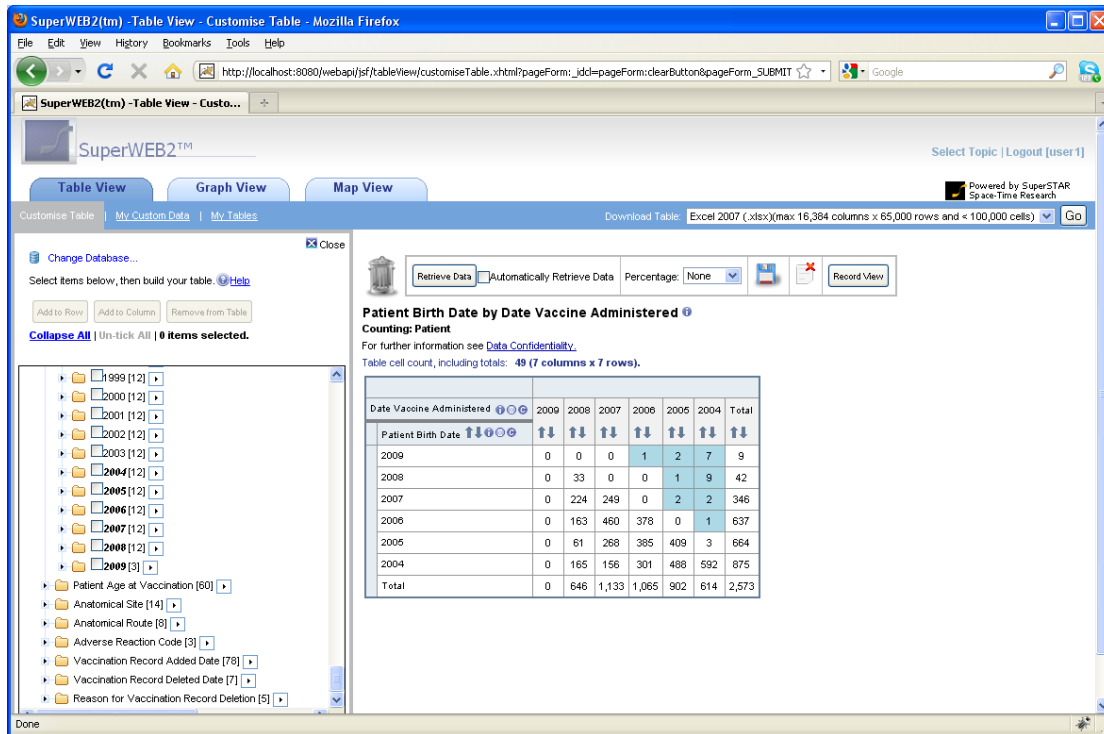 SuperWEB2(tm) -Table View - Customise Table - Mozilla Firefox
File Edit View History Bookmarks Tools Help
http://localhost:8080/webapi/jsf/tableView/customiseTable.xhtml?pageForm:_idcl=pageForm:clearButton&pageForm_SUBMIT Google
SuperWEB2(tm) -Table View - Custo...
SuperWEB2™
Select Topic | Logout [user1]
Table View Graph View Map View
Powered by SuperSTAR
Space-Time Research
Customise Table | My Custom Data | My Tables Download Table: Excel 2007 (.xlsx)(max 16,384 columns x 65,000 rows and < 100,000 cells) Go
Close
Change Database...
Select items below, then build your table. Help
Add to Row Add to Column Remove from Table
Collapse All | Un-tick All | 0 items selected.
1999 [12]
2000 [12]
2001 [12]
2002 [12]
2003 [12]
2004 [12]
2005 [12]
2006 [12]
2007 [12]
2008 [12]
2009 [3]
Patient Age at Vaccination [60]
Anatomical Site [14]
Anatomical Route [8]
Adverse Reaction Code [3]
Vaccination Record Added Date [78]
Vaccination Record Deleted Date [7]
Reason for Vaccination Record Deletion [5]
Retrieve Data Automatically Retrieve Data Percentage: None Record View
Patient Birth Date by Date Vaccine Administered
Counting: Patient
For further information see Data Confidentiality.
Table cell count, including totals: 49 (7 columns x 7 rows).
Date Vaccine Administered 2009 2008 2007 2006 2005 2004 Total
Patient Birth Date
2009 0 0 0 1 2 7 9
2008 0 33 0 0 1 9 42
2007 0 224 249 0 2 2 346
2006 0 163 460 378 0 1 637
2005 0 61 268 385 409 3 664
2004 0 165 156 301 488 592 875
Total 0 646 1,133 1,065 902 614 2,573
Done